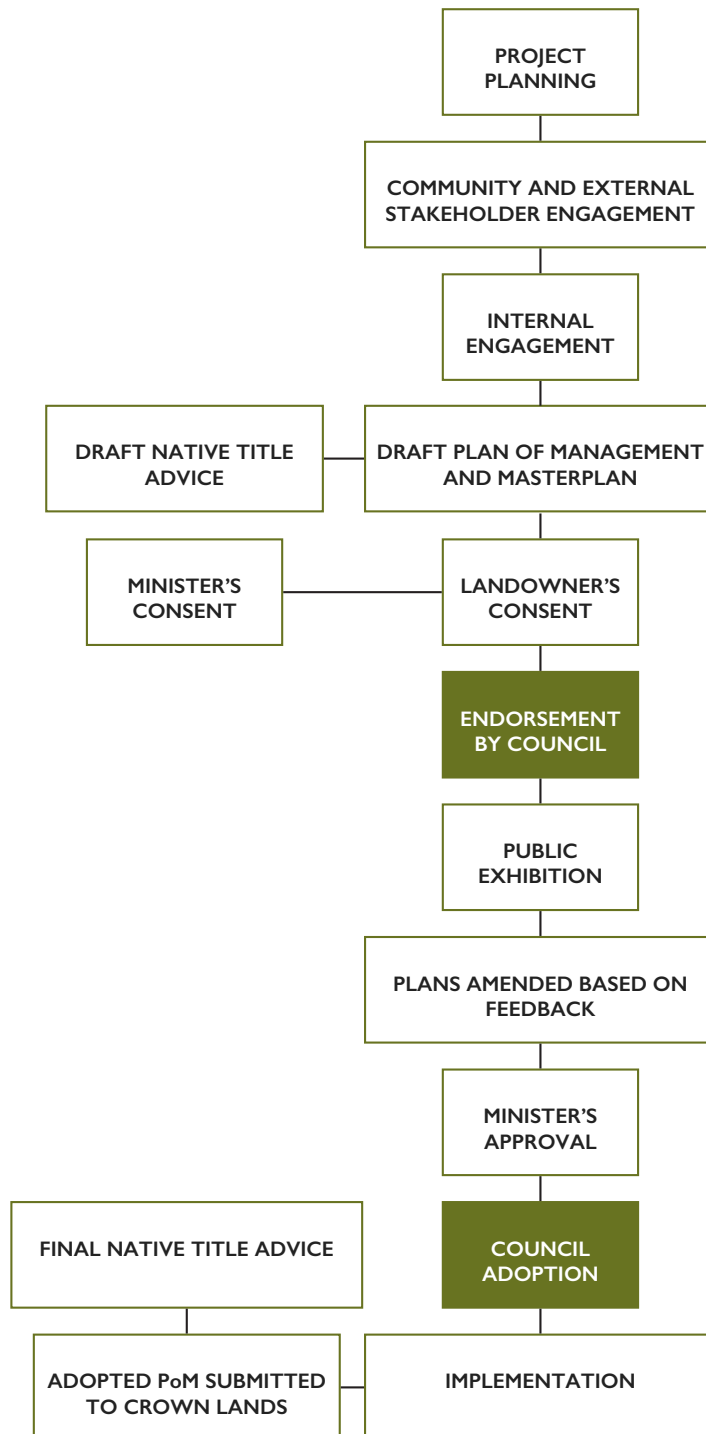 PROJECT
PLANNING
COMMUNITY AND EXTERNAL
STAKEHOLDER ENGAGEMENT
INTERNAL
ENGAGEMENT
DRAFT NATIVE TITLE
ADVICE
DRAFT PLAN OF MANAGEMENT
AND MASTERPLAN
MINISTER'S
CONSENT
LANDOWNER'S
CONSENT
ENDORSEMENT
BY COUNCIL
PUBLIC
EXHIBITION
PLANS AMENDED BASED ON
FEEDBACK
MINISTER'S
APPROVAL
FINAL NATIVE TITLE ADVICE
COUNCIL
ADOPTION
ADOPTED PoM SUBMITTED
TO CROWN LANDS
IMPLEMENTATION